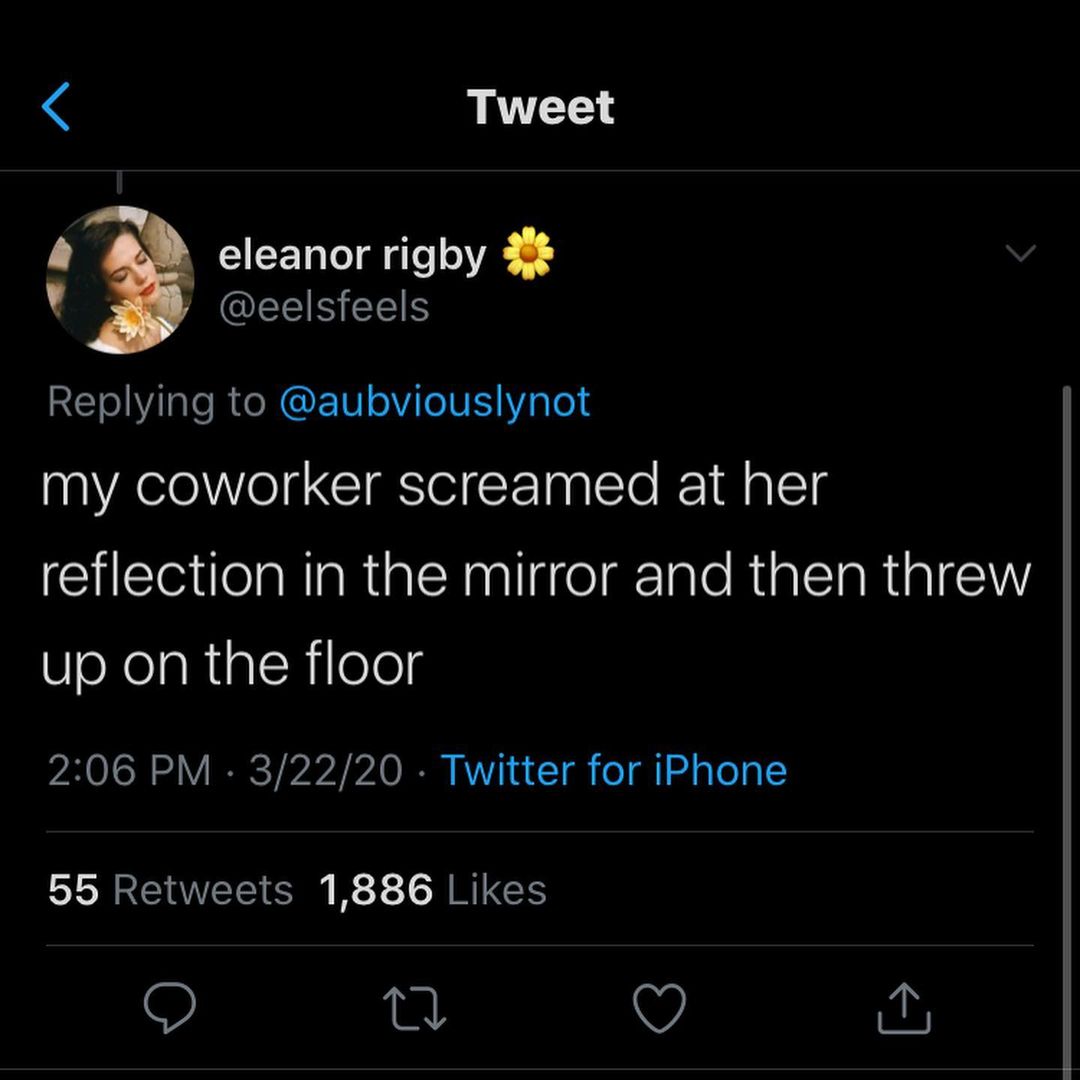 Tweet
eleanor rigby 🌼
@eelsfeels
Replying to @aubviouslynot
my coworker screamed at her
reflection in the mirror and then threw
up on the floor
2:06 PM · 3/22/20 · Twitter for iPhone
55 Retweets 1,886 Likes